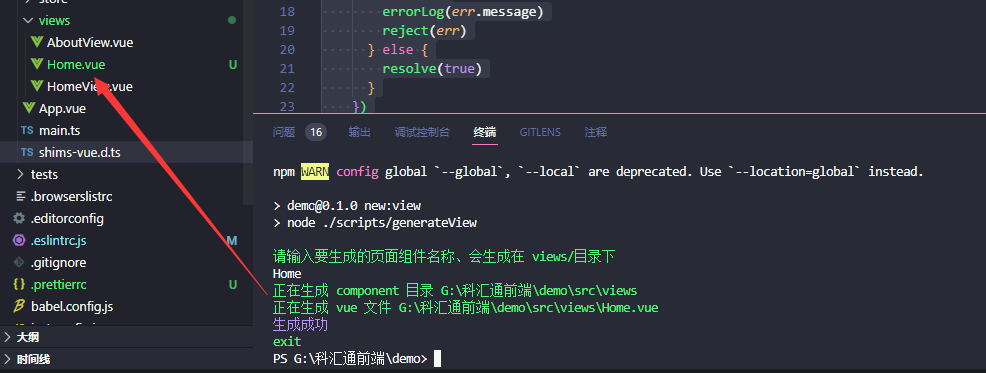 store
views
AboutView.vue
Home.vue U
HomeView.vue
App.vue
TS main.ts
TS shims-vue.d.ts
tests
.browserslistrc
.editorconfig
.eslintrc.js M
.gitignore
.prettierrc U
babel.config.js
大纲
时间线
18 errorLog(err.message)
19 reject(err)
20 } else {
21 resolve(true)
22 }
23 })
问题 16 输出 调试控制台 终端 GITLENS 注释
npm WARN config global `--global`, `--local` are deprecated. Use `--location=global` instead.
> demo@0.1.0 new:view
> node ./scripts/generateView
请输入要生成的页面组件名称、会生成在 views/目录下
Home
正在生成 component 目录 G:\科汇通前端\demo\src\views
正在生成 vue 文件 G:\科汇通前端\demo\src\views\Home.vue
生成成功
exit
PS G:\科汇通前端\demo>